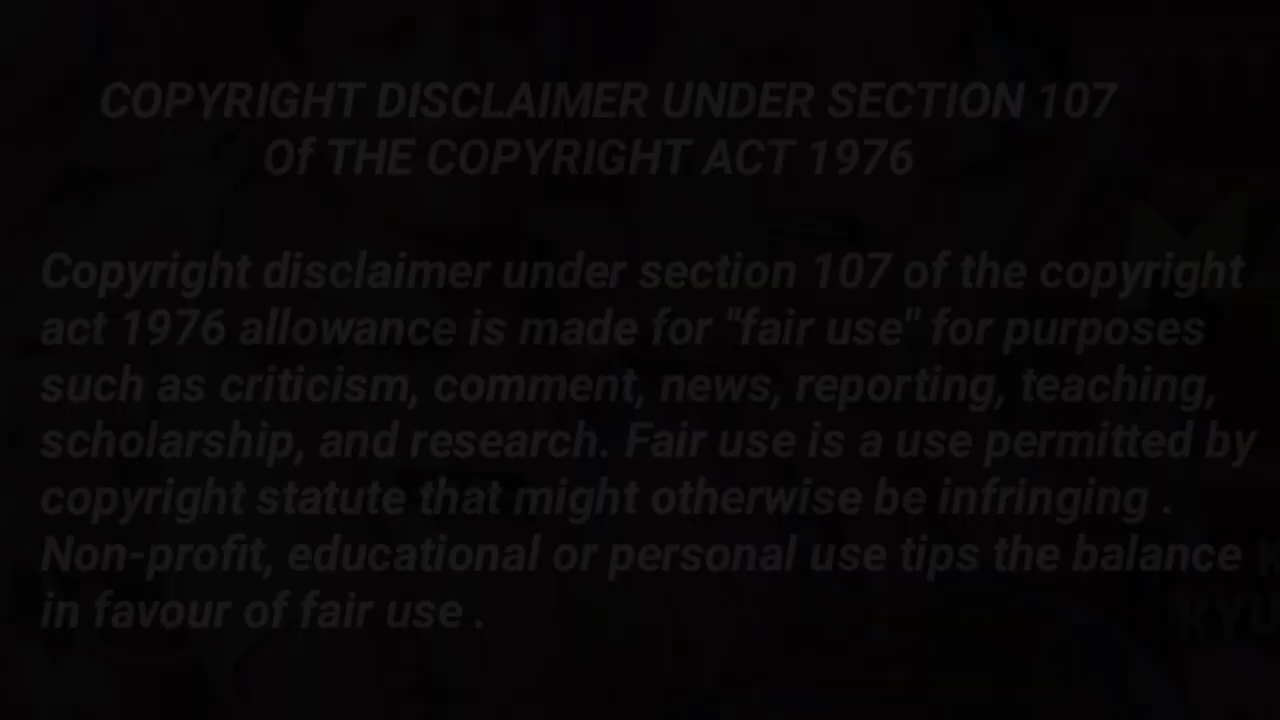 COPYRIGHT DISCLAIMER UNDER SECTION 107
Of THE COPYRIGHT ACT 1976
Copyright disclaimer under section 107 of the copyright
act 1976 allowance is made for "fair use" for purposes
such as criticism, comment, news, reporting, teaching,
scholarship, and research. Fair use is a use permitted by
copyright statute that might otherwise be infringing .
Non-profit, educational or personal use tips the balance
in favour of fair use .
KYU